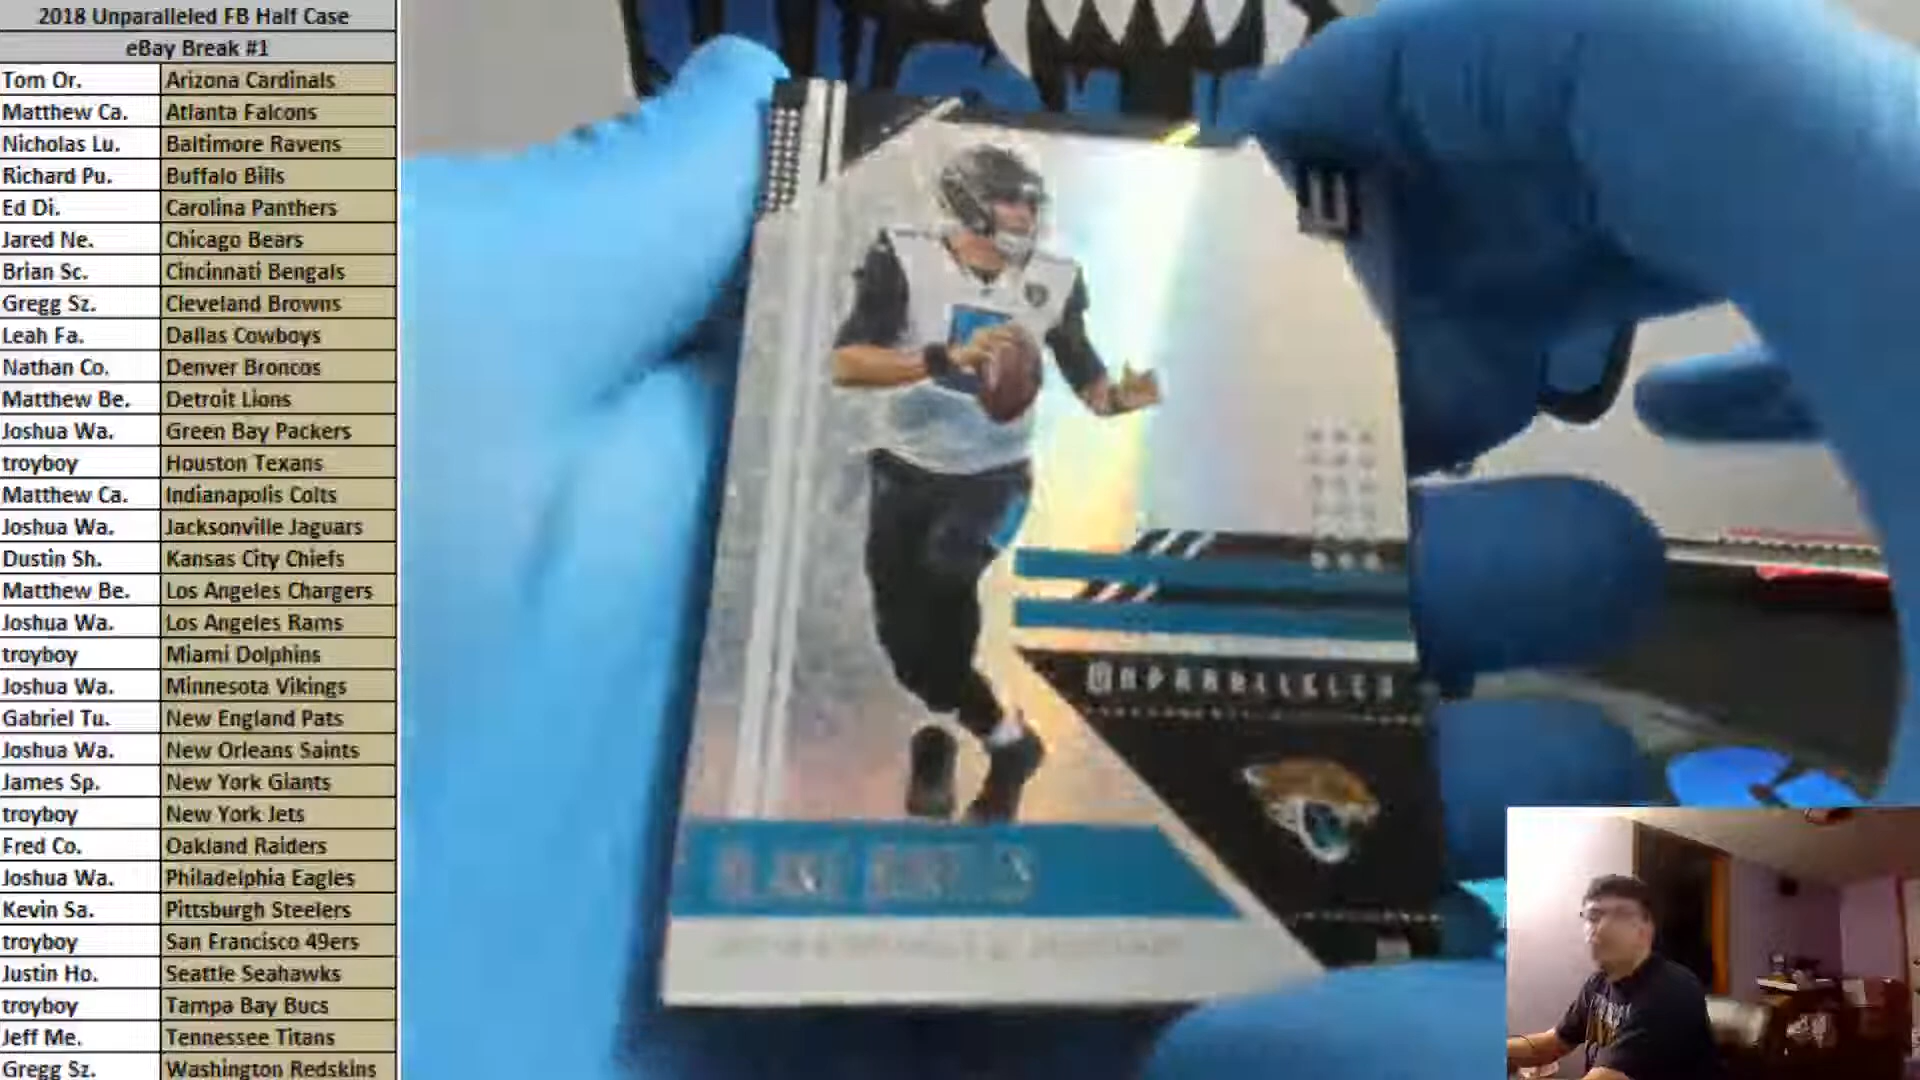 2018 Unparalleled FB Half Case
eBay Break #1
Tom Or. Arizona Cardinals
Matthew Ca. Atlanta Falcons
Nicholas Lu. Baltimore Ravens
Richard Pu. Buffalo Bills
Ed Di. Carolina Panthers
Jared Ne. Chicago Bears
Brian Sc. Cincinnati Bengals
Gregg Sz. Cleveland Browns
Leah Fa. Dallas Cowboys
Nathan Co. Denver Broncos
Matthew Be. Detroit Lions
Joshua Wa. Green Bay Packers
troyboy Houston Texans
Matthew Ca. Indianapolis Colts
Joshua Wa. Jacksonville Jaguars
Dustin Sh. Kansas City Chiefs
Matthew Be. Los Angeles Chargers
Joshua Wa. Los Angeles Rams
troyboy Miami Dolphins
Joshua Wa. Minnesota Vikings
Gabriel Tu. New England Pats
Joshua Wa. New Orleans Saints
James Sp. New York Giants
troyboy New York Jets
Fred Co. Oakland Raiders
Joshua Wa. Philadelphia Eagles
Kevin Sa. Pittsburgh Steelers
troyboy San Francisco 49ers
Justin Ho. Seattle Seahawks
troyboy Tampa Bay Bucs
Jeff Me. Tennessee Titans
Gregg Sz. Washington Redskins
U
UNPARALLELED
BLAKE BORTLES